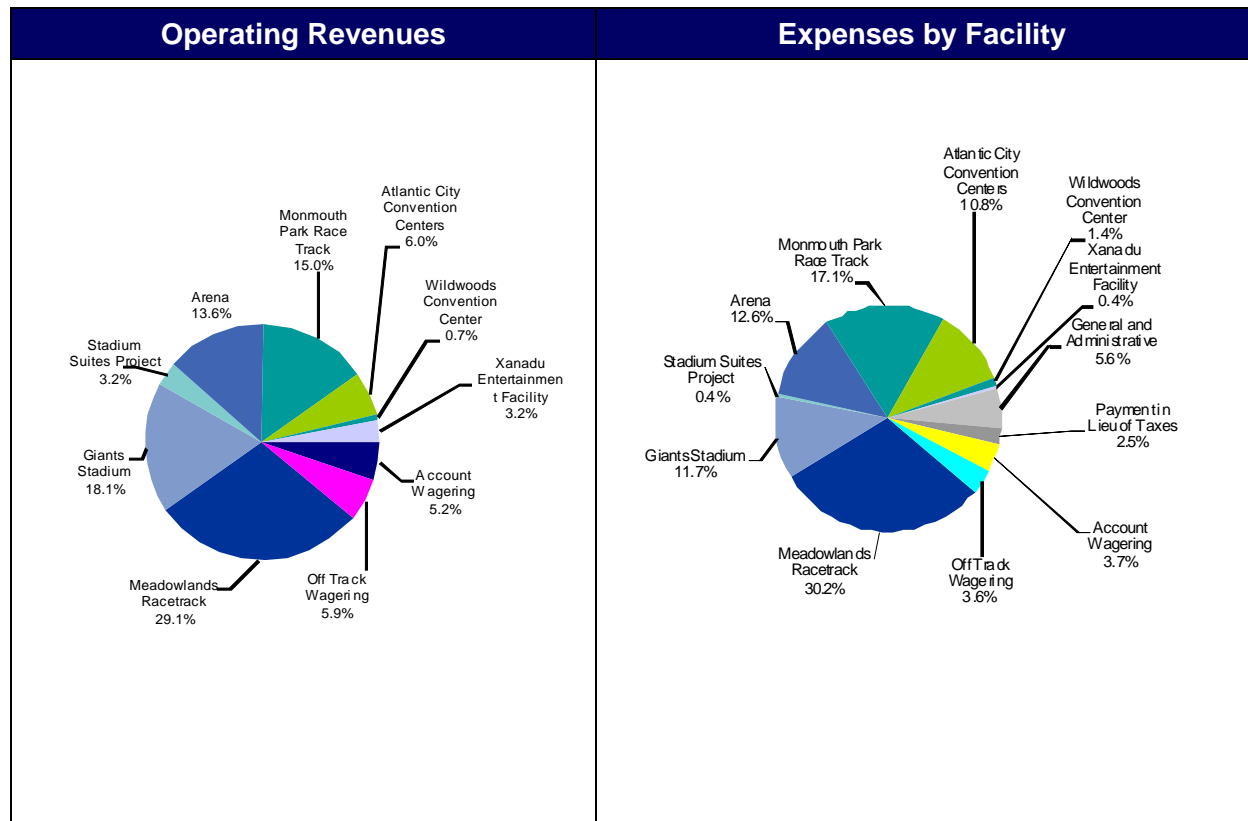 Operating Revenues
Expenses by Facility
Atlantic City
Convention
Centers
6.0%
Monmouth
Park Race
Track
15.0%
Wildwoods
Convention
Center
0.7%
Arena
13.6%
Stadium
Suites Project
3.2%
Xanadu
Entertainmen
t Facility
3.2%
Giants
Stadium
18.1%
Account
Wagering
5.2%
Off Track
Wagering
5.9%
Meadowlands
Racetrack
29.1%
Atlantic City
Convention
Centers
10.8%
Wildwoods
Convention
Center
1.4%
Xanadu
Entertainment
Facility
0.4%
Monmouth Park
Race Track
17.1%
Arena
12.6%
General and
Administrative
5.6%
Stadium Suites
Project
0.4%
Payment in
Lieu of Taxes
2.5%
Giants Stadium
11.7%
Account
Wagering
3.7%
Meadowlands
Racetrack
30.2%
Off Track
Wagering
3.6%